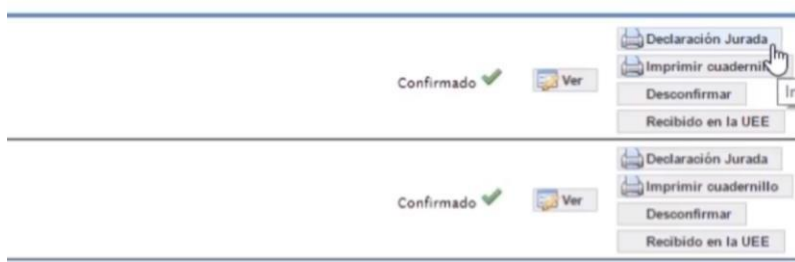 Declaración Jurada
Imprimir
Confirmado Ver
Desconfirmar
Recibido en la UEE
Declaración Jurada
Imprimir cuadernillo
Confirmado Ver
Desconfirmar
Recibido en la UEE